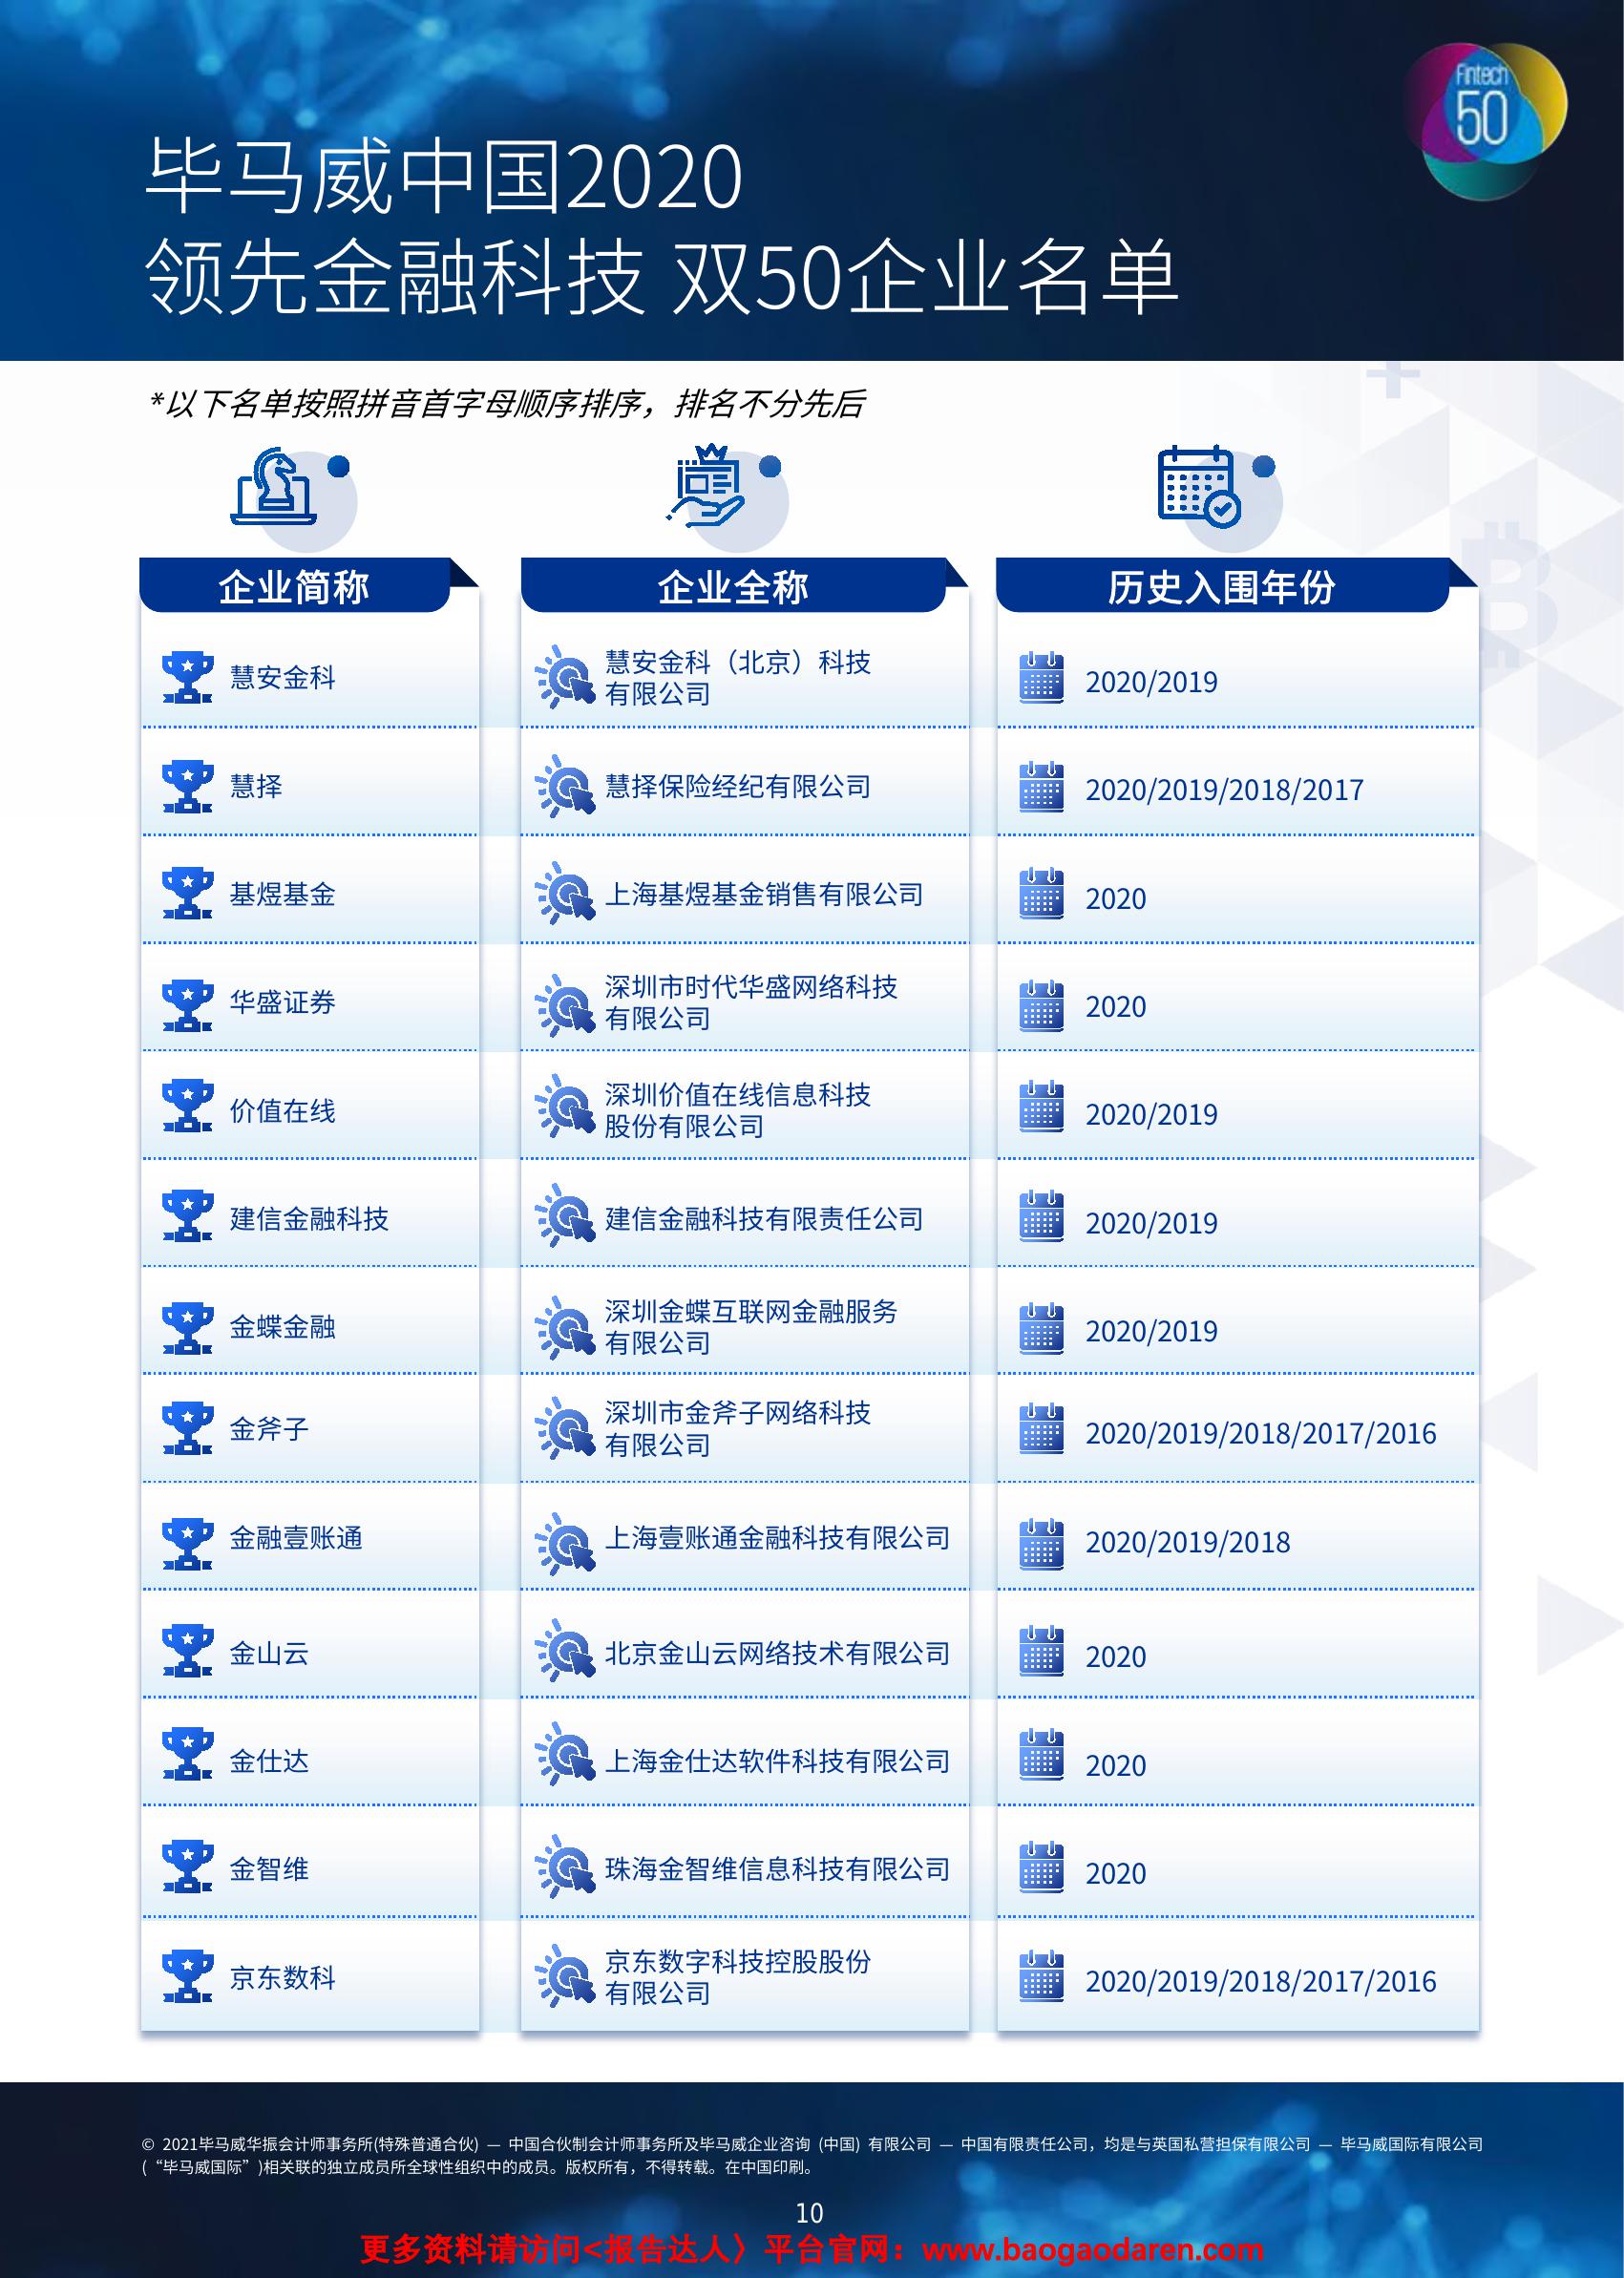 Fintech
50
毕马威中国2020
领先金融科技 双50企业名单
*以下名单按照拼音首字母顺序排序，排名不分先后
企业简称 企业全称 历史入围年份
慧安金科 慧安金科（北京）科技
有限公司 2020/2019
慧择 慧择保险经纪有限公司 2020/2019/2018/2017
基煜基金 上海基煜基金销售有限公司 2020
华盛证券 深圳市时代华盛网络科技
有限公司 2020
价值在线 深圳价值在线信息科技
股份有限公司 2020/2019
建信金融科技 建信金融科技有限责任公司 2020/2019
金蝶金融 深圳金蝶互联网金融服务
有限公司 2020/2019
金斧子 深圳市金斧子网络科技
有限公司 2020/2019/2018/2017/2016
金融壹账通 上海壹账通金融科技有限公司 2020/2019/2018
金山云 北京金山云网络技术有限公司 2020
金仕达 上海金仕达软件科技有限公司 2020
金智维 珠海金智维信息科技有限公司 2020
京东数科 京东数字科技控股股份
有限公司 2020/2019/2018/2017/2016
© 2021毕马威华振会计师事务所(特殊普通合伙) — 中国合伙制会计师事务所及毕马威企业咨询 (中国) 有限公司 — 中国有限责任公司，均是与英国私营担保有限公司 — 毕马威国际有限公司
(“毕马威国际”)相关联的独立成员所全球性组织中的成员。版权所有，不得转载。在中国印刷。
10
更多资料请访问<报告达人〉平台官网：www.baogaodaren.com